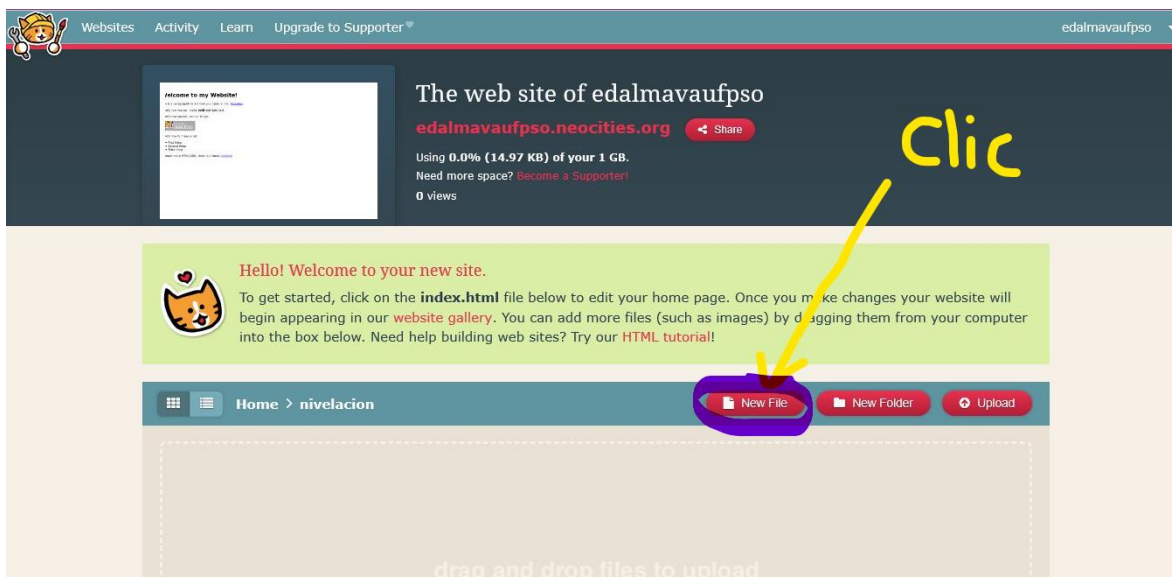 Websites Activity Learn Upgrade to Supporter edalmavaufpso
Welcome to my Website!
The web site of edalmavaufpso
edalmavaufpso.neocities.org Share
Using 0.0% (14.97 KB) of your 1 GB.
Need more space? Become a Supporter!
0 views
Clic
Hello! Welcome to your new site.
To get started, click on the index.html file below to edit your home page. Once you make changes your website will
begin appearing in our website gallery. You can add more files (such as images) by dragging them from your computer
into the box below. Need help building web sites? Try our HTML tutorial!
Home > nivelacion New File New Folder Upload
drag and drop files to upload